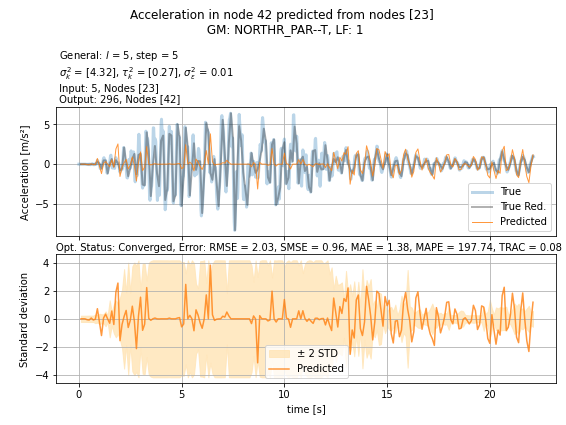 Acceleration in node 42 predicted from nodes [23]
GM: NORTHR_PAR--T, LF: 1
General: l = 5, step = 5
σ_k^2 = [4.32], τ_k^2 = [0.27], σ_ε^2 = 0.01
Input: 5, Nodes [23]
Output: 296, Nodes [42]
Acceleration [m/s²]
5
0
−5
True
True Red.
Predicted
Opt. Status: Converged, Error: RMSE = 2.03, SMSE = 0.96, MAE = 1.38, MAPE = 197.74, TRAC = 0.08
Standard deviation
4
2
0
−2
−4
± 2 STD
Predicted
0 5 10 15 20
time [s]